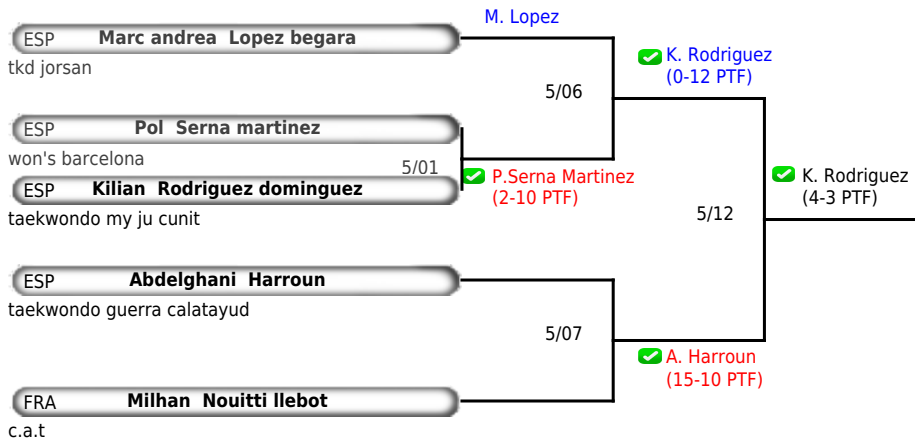 M. Lopez
ESP Marc andrea Lopez begara
tkd jorsan
K. Rodriguez
(0-12 PTF)
5/06
ESP Pol Serna martinez
won's barcelona
5/01
P.Serna Martinez
(2-10 PTF)
ESP Kilian Rodriguez dominguez
taekwondo my ju cunit
K. Rodriguez
(4-3 PTF)
5/12
ESP Abdelghani Harroun
taekwondo guerra calatayud
5/07
A. Harroun
(15-10 PTF)
FRA Milhan Nouitti llebot
c.a.t